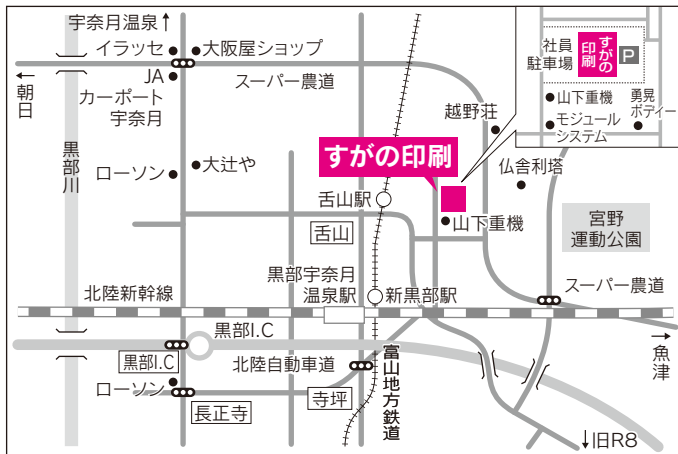 宇奈月温泉↑
イラッセ
大阪屋ショップ
←
朝日
JA
カーポート
宇奈月
スーパー農道
越野荘
社員
駐車場
すがの
印刷
P
山下重機
モジュール
システム
勇晃
ボディー
黒部川
ローソン
大辻や
すがの印刷
仏舎利塔
舌山駅
舌山
山下重機
宮野
運動公園
黒部宇奈月
温泉駅
新黒部駅
北陸新幹線
スーパー農道
黒部I.C
黒部I.C
→
魚津
北陸自動車道
富山地方鉄道
ローソン
長正寺
寺坪
↓旧R8